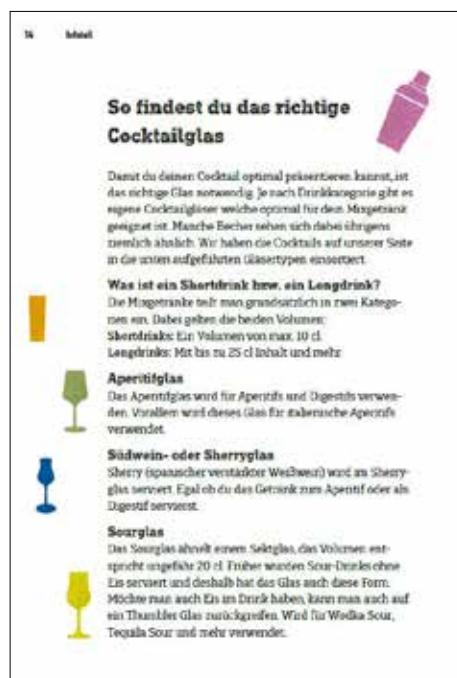 14 Inhalt
So findest du das richtige
Cocktailglas
Damit du deinen Cocktail optimal präsentieren kannst, ist
das richtige Glas notwendig. Je nach Drinkkategorie gibt es
eigene Cocktailgläser welche optimal für dein Mixgetränk
geeignet ist. Manche Becher sehen sich dabei übrigens
ziemlich ähnlich. Wir haben die Cocktails auf unserer Seite
in die unten aufgeführten Gläsertypen einsortiert.
Was ist ein Shortdrink bzw. ein Longdrink?
Die Mixgetränke teilt man grundsätzlich in zwei Katego-
rien ein. Dabei gelten die beiden Volumen:
Shortdrinks: Ein Volumen von max. 10 cl.
Longdrinks: Mit bis zu 25 cl Inhalt und mehr
Aperitifglas
Das Aperitifglas wird für Aperitifs und Digestifs verwen-
den. Vorallem wird dieses Glas für italienische Aperitifs
verwendet.
Südwein- oder Sherryglas
Sherry (spanischer verstärkter Weißwein) wird im Sherry-
glas serviert. Egal ob du das Getränk zum Aperitif oder als
Digestif servierst.
Sourglas
Das Sourglas ähnelt einem Sektglas, das Volumen ent-
spricht ungefähr 20 cl. Früher wurden Sour-Drinks ohne
Eis serviert und deshalb hat das Glas auch diese Form.
Möchte man auch Eis im Drink haben, kann man auch auf
ein Thumbler Glas zurückgreifen. Wird für Wodka Sour,
Tequila Sour und mehr verwendet.